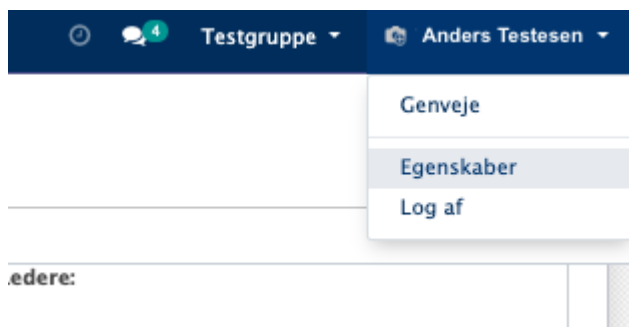 4 Testgruppe Anders Testesen
Genveje
Egenskaber
Log af
edere: